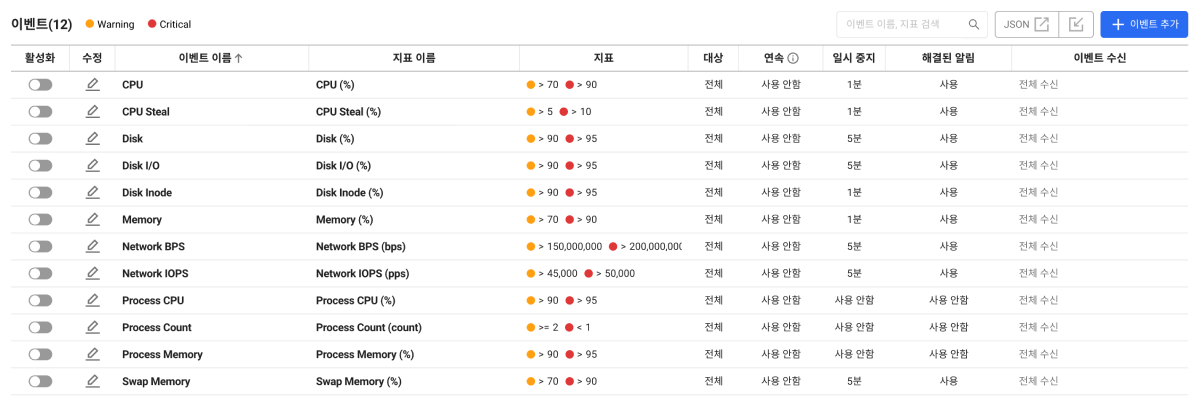 이벤트(12) Warning Critical 이벤트 이름, 지표 검색 JSON 이벤트 추가
활성화 수정 이벤트 이름 지표 이름 지표 대상 연속 일시 중지 해결된 알림 이벤트 수신
CPU CPU (%) > 70 > 90 전체 사용 안함 1분 사용 전체 수신
CPU Steal CPU Steal (%) > 5 > 10 전체 사용 안함 1분 사용 전체 수신
Disk Disk (%) > 90 > 95 전체 사용 안함 5분 사용 전체 수신
Disk I/O Disk I/O (%) > 90 > 95 전체 사용 안함 5분 사용 전체 수신
Disk Inode Disk Inode (%) > 90 > 95 전체 사용 안함 1분 사용 전체 수신
Memory Memory (%) > 70 > 90 전체 사용 안함 1분 사용 전체 수신
Network BPS Network BPS (bps) > 150,000,000 > 200,000,000 전체 사용 안함 5분 사용 전체 수신
Network IOPS Network IOPS (pps) > 45,000 > 50,000 전체 사용 안함 5분 사용 전체 수신
Process CPU Process CPU (%) > 90 > 95 전체 사용 안함 사용 안함 사용 안함 전체 수신
Process Count Process Count (count) >= 2 < 1 전체 사용 안함 사용 안함 사용 안함 전체 수신
Process Memory Process Memory (%) > 90 > 95 전체 사용 안함 사용 안함 사용 안함 전체 수신
Swap Memory Swap Memory (%) > 70 > 90 전체 사용 안함 5분 사용 전체 수신